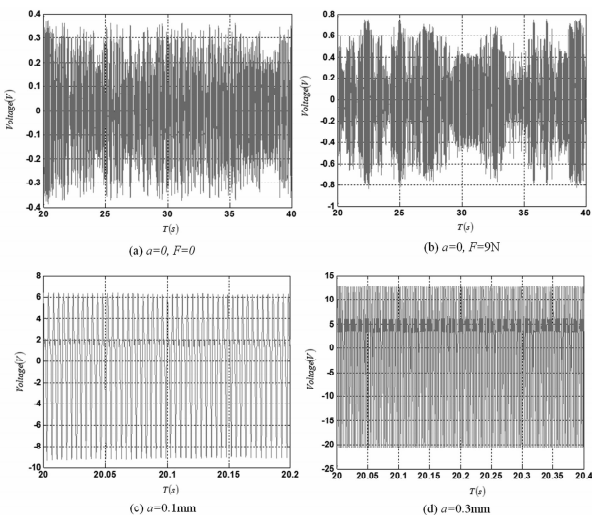 0.4
0.3
0.2
0.1
0
-0.1
-0.2
-0.3
-0.4
Voltage(V)
20 25 30 35 40
T(s)
(a) a=0, F=0
0.8
0.6
0.4
0.2
0
-0.2
-0.4
-0.6
-0.8
-1
Voltage(V)
20 25 30 35 40
T(s)
(b) a=0, F=9N
8
6
4
2
0
-2
-4
-6
-8
-10
Voltage(V)
20 20.05 20.1 20.15 20.2
T(s)
(c) a=0.1mm
15
10
5
0
-5
-10
-15
-20
-25
Voltage(V)
20 20.05 20.1 20.15 20.2 20.25 20.3 20.35 20.4
T(s)
(d) a=0.3mm